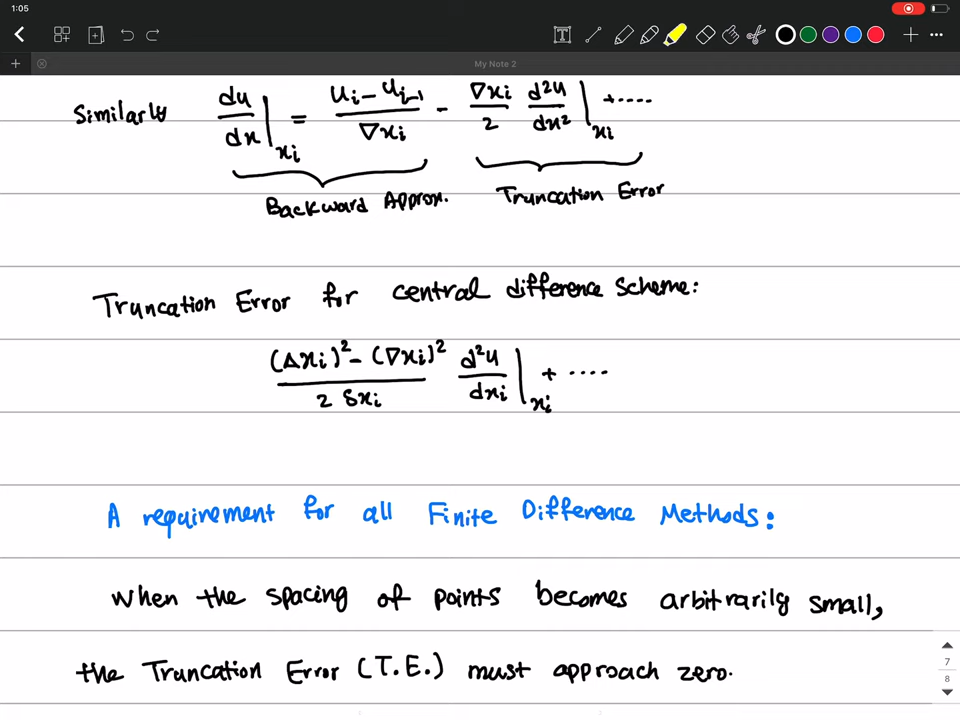 1:05
My Note 2
Similarly du/dx|xi = (ui - ui-1)/∇xi - (∇xi/2) (d²u/dx²)|xi + ....
Backward Approx. Truncation Error
Truncation Error for central difference Scheme:
((Δxi)² - (∇xi)²)/(2 δxi) (d²u/dxi)|xi + ....
A requirement for all Finite Difference Methods:
when the spacing of points becomes arbitrarily small,
the Truncation Error (T.E.) must approach zero.
7
8